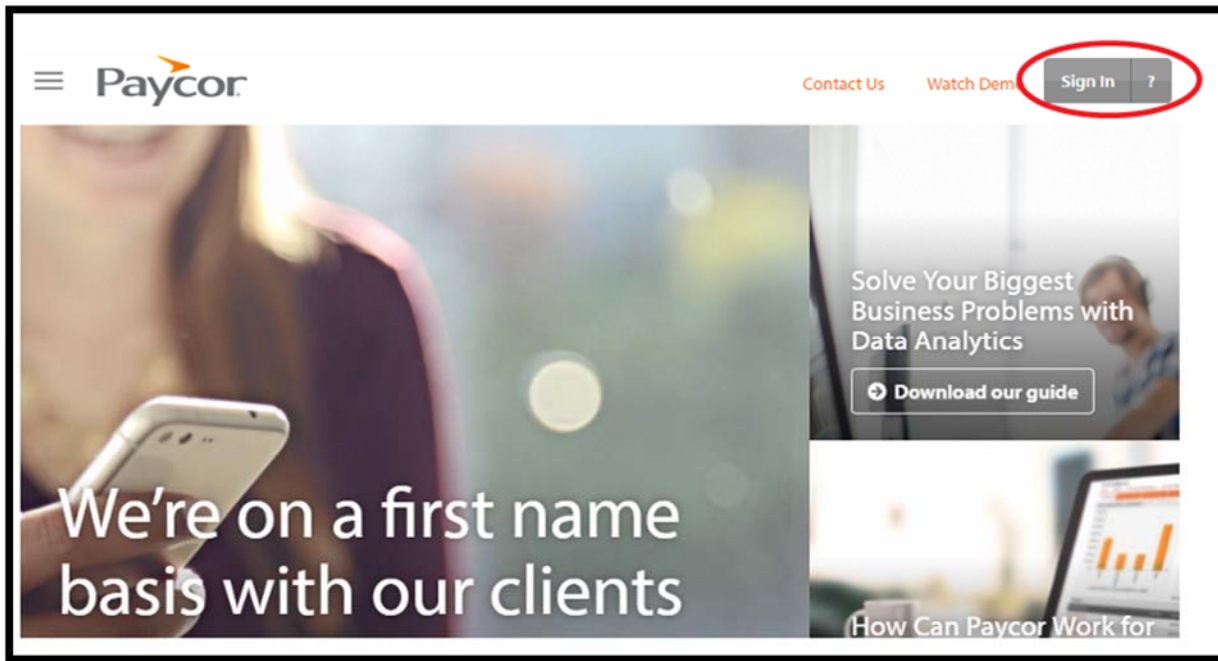 Paycor
Contact Us
Watch Dem
Sign In ?
Solve Your Biggest
Business Problems with
Data Analytics
Download our guide
We're on a first name
basis with our clients
How Can Paycor Work for